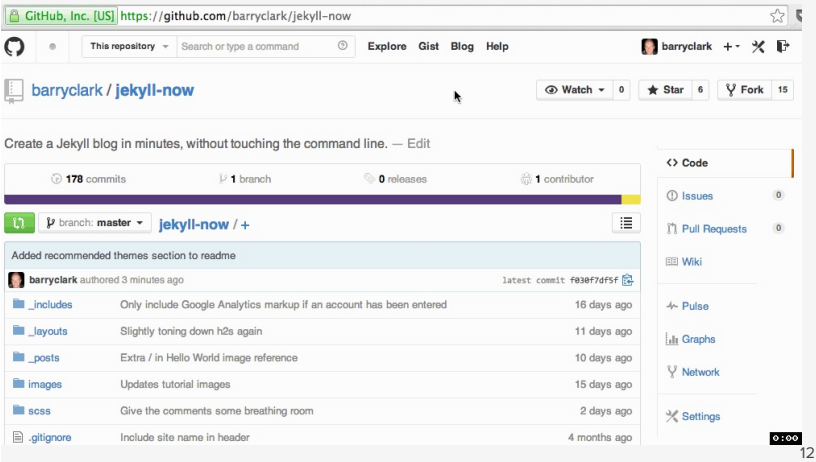 GitHub, Inc. [US] https://github.com/barryclark/jekyll-now
This repository Search or type a command Explore Gist Blog Help barryclark
barryclark / jekyll-now Watch 0 Star 6 Fork 15
Create a Jekyll blog in minutes, without touching the command line. — Edit
178 commits 1 branch 0 releases 1 contributor
branch: master jekyll-now / +
Added recommended themes section to readme
barryclark authored 3 minutes ago latest commit f030f7df5f
_includes Only include Google Analytics markup if an account has been entered 16 days ago
_layouts Slightly toning down h2s again 11 days ago
_posts Extra / in Hello World image reference 10 days ago
images Updates tutorial images 15 days ago
scss Give the comments some breathing room 2 days ago
.gitignore Include site name in header 4 months ago
Code
Issues 0
Pull Requests 0
Wiki
Pulse
Graphs
Network
Settings
0:00
12